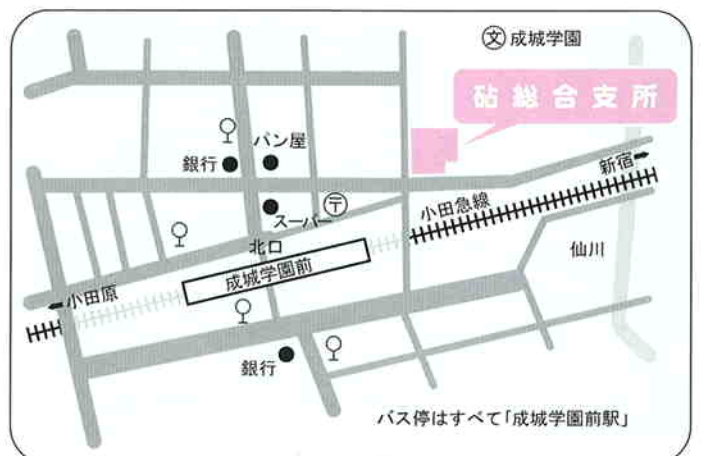 文 成城学園
砧総合支所
パン屋
銀行
新宿
スーパー
〒
小田急線
北口
仙川
成城学園前
小田原
銀行
バス停はすべて「成城学園前駅」